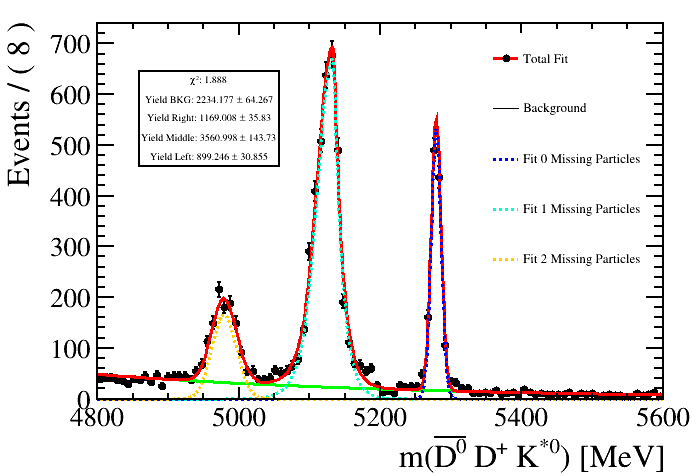 Events / ( 8 )
700
600
500
400
300
200
100
0
χ²: 1.888
Yield BKG: 2234.177 ± 64.267
Yield Right: 1169.008 ± 35.83
Yield Middle: 3560.998 ± 143.73
Yield Left: 899.246 ± 30.855
Total Fit
Background
Fit 0 Missing Particles
Fit 1 Missing Particles
Fit 2 Missing Particles
4800 5000 5200 5400 5600
m(D̅⁰ D⁺ K*⁰) [MeV]